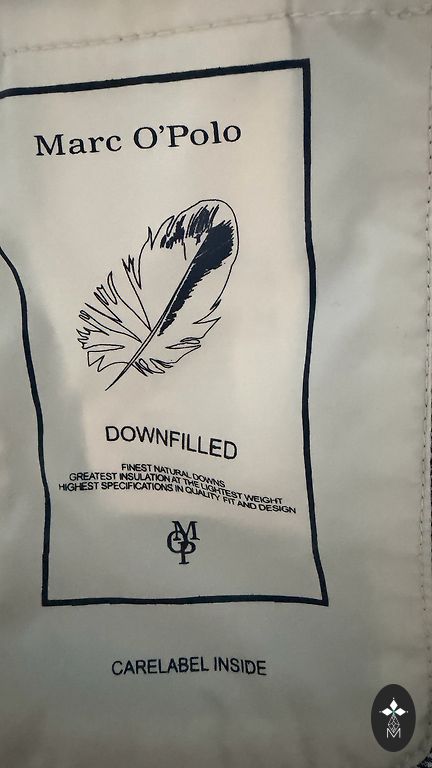 Marc O'Polo
DOWNFILLED
FINEST NATURAL DOWNS
GREATEST INSULATION AT THE LIGHTEST WEIGHT
HIGHEST SPECIFICATIONS IN QUALITY FIT AND DESIGN
MOP
CARELABEL INSIDE
M